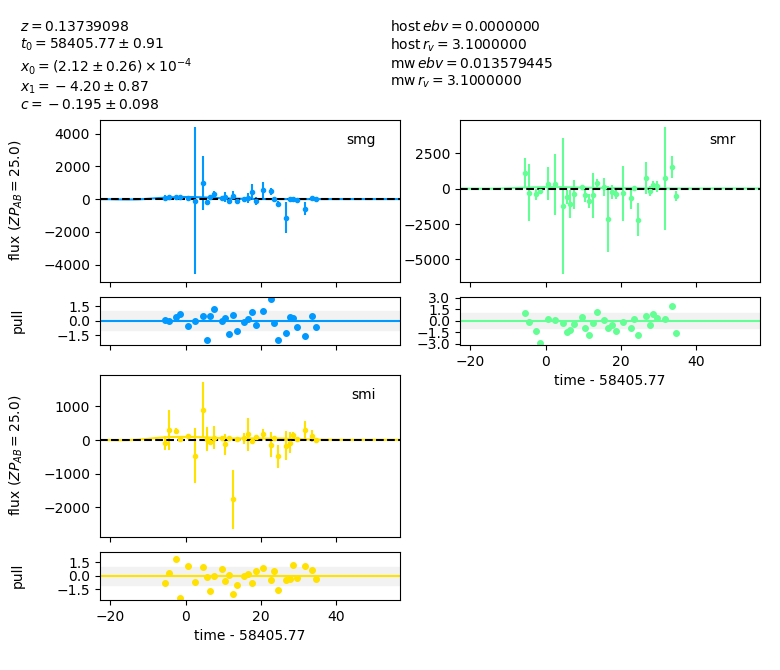 z = 0.13739098
t₀ = 58405.77 ± 0.91
x₀ = (2.12 ± 0.26) × 10⁻⁴
x₁ = −4.20 ± 0.87
c = −0.195 ± 0.098
host ebv = 0.0000000
host r_v = 3.1000000
mw ebv = 0.013579445
mw r_v = 3.1000000
flux (ZP_AB = 25.0)
4000
2000
0
−2000
−4000
smg
2500
0
−2500
−5000
smr
pull
1.5
0.0
−1.5
3.0
1.5
0.0
−1.5
−3.0
−20 0 20 40
time - 58405.77
flux (ZP_AB = 25.0)
1000
0
−1000
−2000
smi
pull
1.5
0.0
−1.5
−20 0 20 40
time - 58405.77